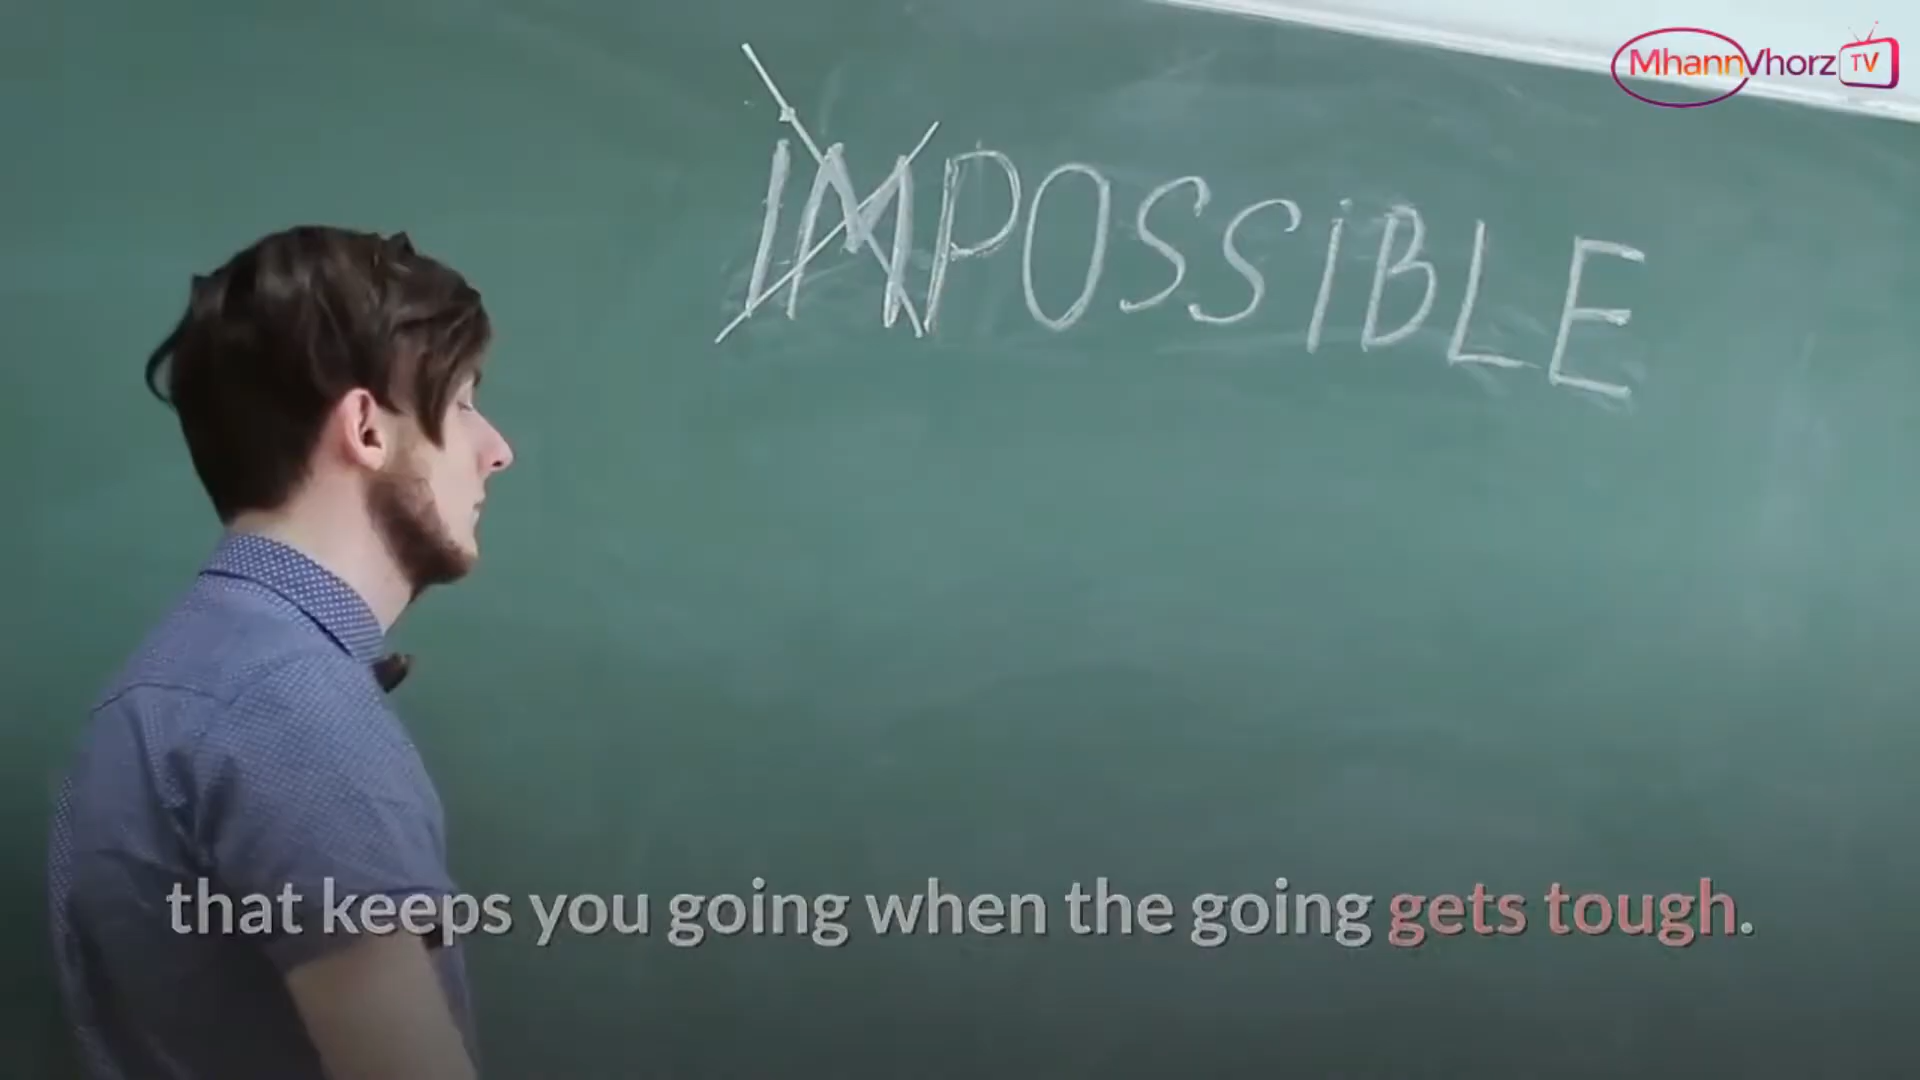 MhannVhorz TV
IMPOSSIBLE
that keeps you going when the going gets tough.